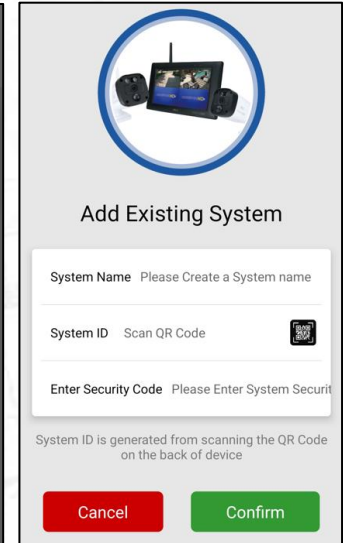 Add Existing System
System Name Please Create a System name
System ID Scan QR Code
Enter Security Code Please Enter System Securit
System ID is generated from scanning the QR Code
on the back of device
Cancel Confirm